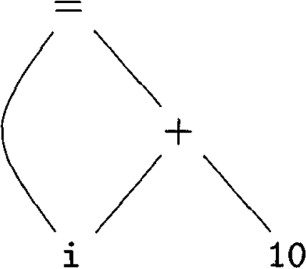 =
+
i 10